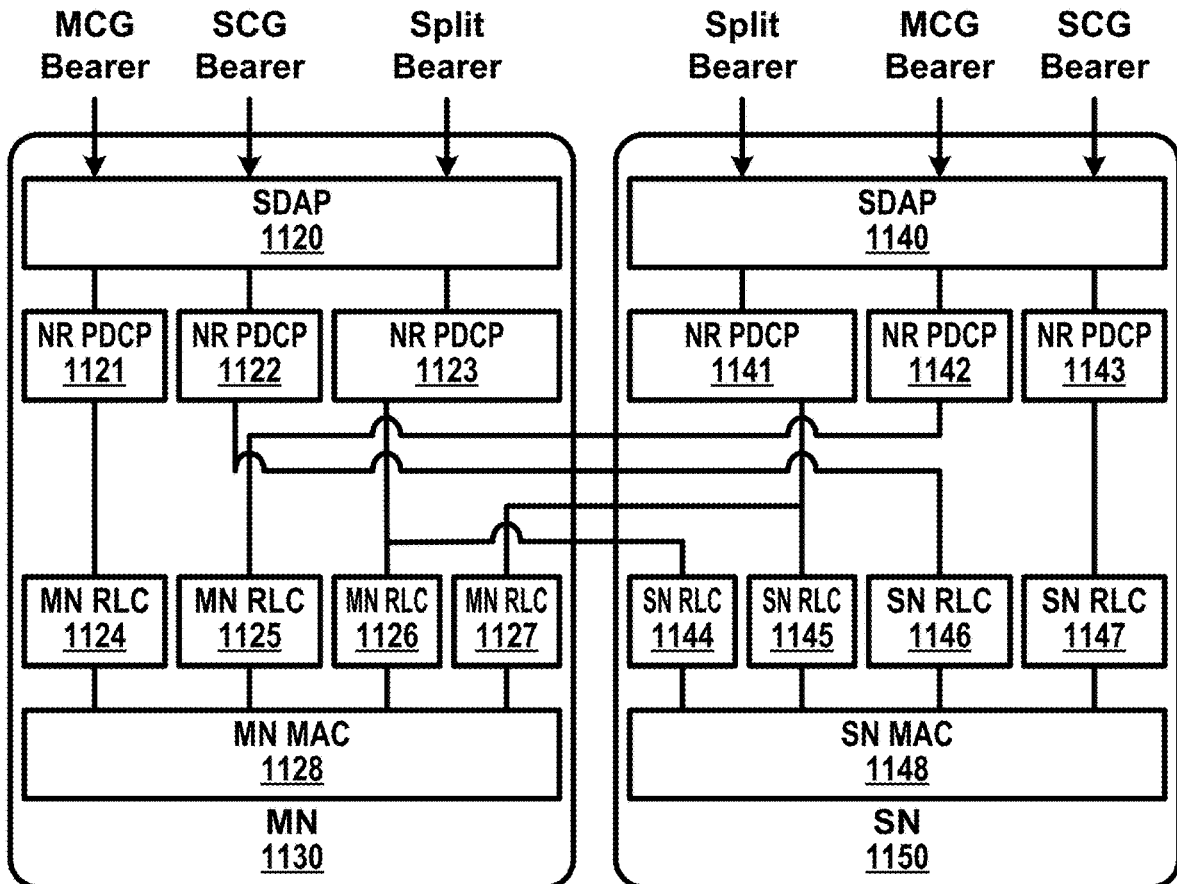 MCG Bearer
SCG Bearer
Split Bearer
Split Bearer
MCG Bearer
SCG Bearer
SDAP
1120
SDAP
1140
NR PDCP
1121
NR PDCP
1122
NR PDCP
1123
NR PDCP
1141
NR PDCP
1142
NR PDCP
1143
MN RLC
1124
MN RLC
1125
MN RLC
1126
MN RLC
1127
SN RLC
1144
SN RLC
1145
SN RLC
1146
SN RLC
1147
MN MAC
1128
SN MAC
1148
MN
1130
SN
1150